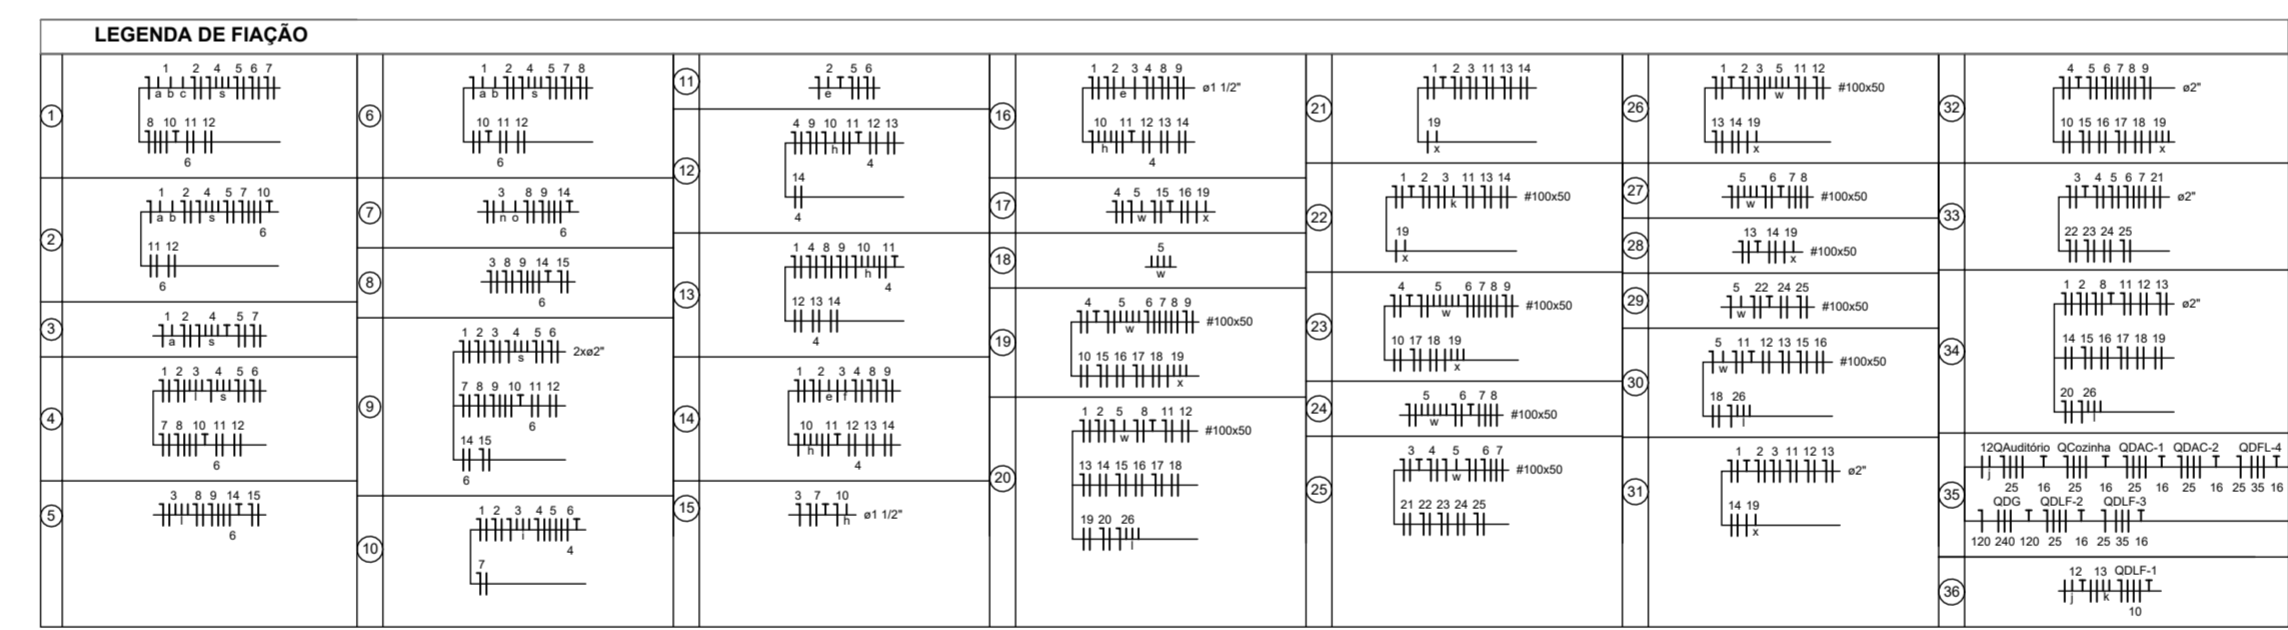 LEGENDA DE FIAÇÃO
1
1 2 4 5 6 7
a b c s
8 10 11 12
6
2
1 2 4 5 7 10
a b s
6
11 12
6
3
1 2 4 5 7
a s
4
1 2 3 4 5 6
s
7 8 10 11 12
6
5
3 8 9 14 15
6
6
1 2 4 5 7 8
a b s
10 11 12
6
7
3 8 9 14
n o
6
8
3 8 9 14 15
6
9
1 2 3 4 5 6
s
2xø2"
7 8 9 10 11 12
6
14 15
6
10
1 2 3 4 5 6
i
4
7
11
2 5 6
e
12
4 9 10 11 12 13
h
4
14
4
13
1 4 8 9 10 11
h
4
12 13 14
4
14
1 2 3 4 8 9
e f
10 11 12 13 14
h
4
15
3 7 10
h
ø1 1/2"
16
1 2 3 4 8 9
e
ø1 1/2"
10 11 12 13 14
h
4
17
4 5 15 16 19
w x
18
5
w
19
4 5 6 7 8 9
w
#100x50
10 15 16 17 18 19
x
20
1 2 5 8 11 12
w
#100x50
13 14 15 16 17 18
19 20 26
21
1 2 3 11 13 14
19
x
22
1 2 3 11 13 14
k
#100x50
19
x
23
4 5 6 7 8 9
w
#100x50
10 17 18 19
x
24
5 6 7 8
w
#100x50
25
3 4 5 6 7
w
#100x50
21 22 23 24 25
26
1 2 3 5 11 12
w
#100x50
13 14 19
x
27
5 6 7 8
w
#100x50
28
13 14 19
x
#100x50
29
5 22 24 25
w
#100x50
30
5 11 12 13 15 16
w
#100x50
18 26
31
1 2 3 11 12 13
ø2"
14 19
x
32
4 5 6 7 8 9
ø2"
10 15 16 17 18 19
x
33
3 4 5 6 7 21
ø2"
22 23 24 25
34
1 2 8 11 12 13
ø2"
14 15 16 17 18 19
20 26
35
12 QAuditório QCozinha QDAC-1 QDAC-2 QDFL-4
j
25 16 25 16 25 16 25 16 25 35 16
QDG QDLF-2 QDLF-3
120 240 120 25 16 25 35 16
36
12 13 QDLF-1
j k
10